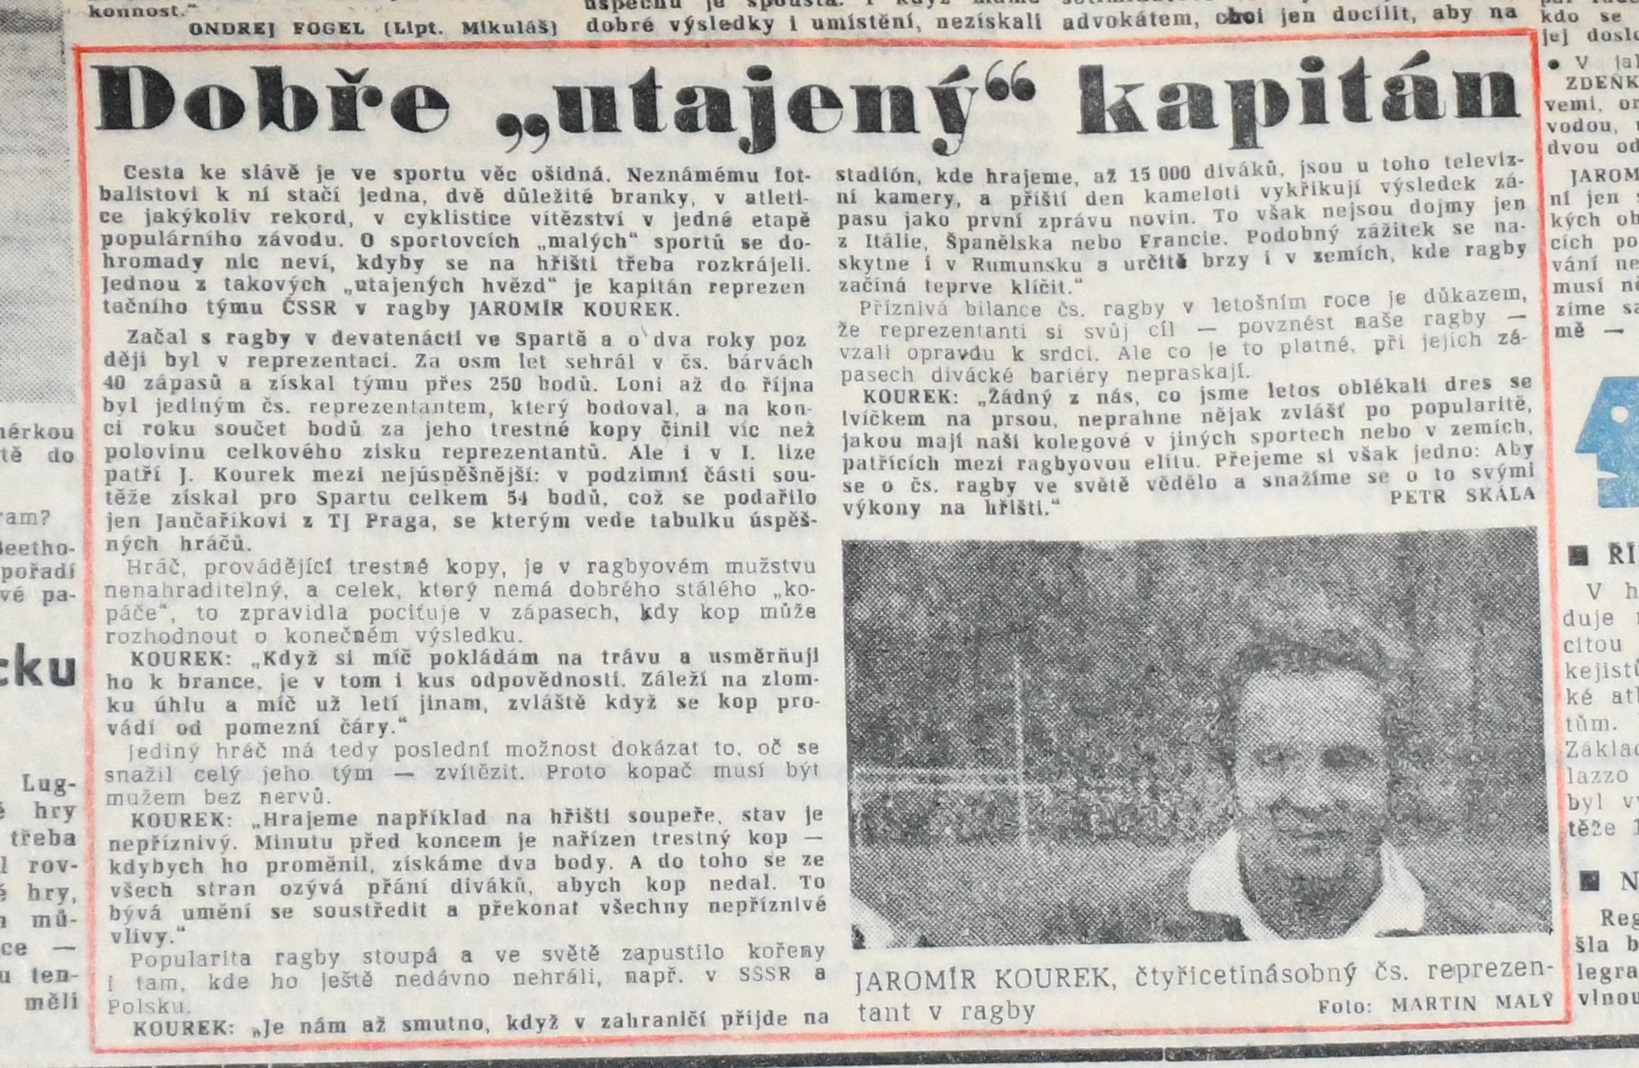 konnost."
ONDREJ FOGEL (Lipt. Mikuláš)
dobré výsledky i umístění, nezískali
advokátem, chci jen docílit, aby na
Dobře „utajený“ kapitán
Cesta ke slávě je ve sportu věc ošidná. Neznámému fot-
balistovi k ní stačí jedna, dvě důležité branky, v atleti-
ce jakýkoliv rekord, v cyklistice vítězství v jedné etapě
populárního závodu. O sportovcích „malých“ sportů se do-
hromady nic neví, kdyby se na hřišti třeba rozkrájeli.
Jednou z takových „utajených hvězd“ je kapitán reprezen
tačního týmu ČSSR v ragby JAROMÍR KOUREK.
Začal s ragby v devatenácti ve Spartě a o dva roky poz
ději byl v reprezentaci. Za osm let sehrál v čs. barvách
40 zápasů a získal týmu přes 250 bodů. Loni až do října
byl jediným čs. reprezentantem, který bodoval, a na kon-
ci roku součet bodů za jeho trestné kopy činil víc než
polovinu celkového zisku reprezentantů. Ale i v I. lize
patří J. Kourek mezi nejúspěšnější: v podzimní části sou-
těže získal pro Spartu celkem 54 bodů, což se podařilo
jen Jančaříkovi z TJ Praga, se kterým vede tabulku úspěš-
ných hráčů.
Hráč, provádějící trestné kopy, je v ragbyovém mužstvu
nenahraditelný, a celek, který nemá dobrého stálého „ko-
páče“, to zpravidla pociťuje v zápasech, kdy kop může
rozhodnout o konečném výsledku.
KOUREK: „Když si míč pokládám na trávu a usměrňuji
ho k brance, je v tom i kus odpovědnosti. Záleží na zlom-
ku úhlu a míč už letí jinam, zvláště když se kop pro-
vádí od pomezní čáry.“
Jediný hráč má tedy poslední možnost dokázat to, oč se
snažil celý jeho tým — zvítězit. Proto kopač musí být
mužem bez nervů.
KOUREK: „Hrajeme například na hřišti soupeře, stav je
nepříznivý. Minutu před koncem je nařízen trestný kop —
kdybych ho proměnil, získáme dva body. A do toho se ze
všech stran ozývá přání diváků, abych kop nedal. To
bývá umění se soustředit a překonat všechny nepříznivé
vlivy.“
Popularita ragby stoupá a ve světě zapustilo kořeny
i tam, kde ho ještě nedávno nehráli, např. v SSSR a
Polsku.
KOUREK: „Je nám až smutno, když v zahraničí přijde na
stadión, kde hrajeme, až 15 000 diváků, jsou u toho televiz-
ní kamery, a příští den kameloti vykřikují výsledek zá-
pasu jako první zprávu novin. To však nejsou dojmy jen
z Itálie, Španělska nebo Francie. Podobný zážitek se na-
skytne i v Rumunsku a určitě brzy i v zemích, kde ragby
začíná teprve klíčit.“
Příznivá bilance čs. ragby v letošním roce je důkazem,
že reprezentanti si svůj cíl — povznést naše ragby —
vzali opravdu k srdci. Ale co je to platné, při jejich zá-
pasech divácké bariéry nepraskají.
KOUREK: „Žádný z nás, co jsme letos oblékali dres se
lvíčkem na prsou, neprahne nějak zvlášť po popularitě,
jakou mají naši kolegové v jiných sportech nebo v zemích,
patřících mezi ragbyovou elitu. Přejeme si však jedno: Aby
se o čs. ragby ve světě vědělo a snažíme se o to svými
výkony na hřišti.“
PETR SKÁLA
JAROMÍR KOUREK, čtyřicetinásobný čs. reprezen-
tant v ragby
Foto: MARTIN MALÝ